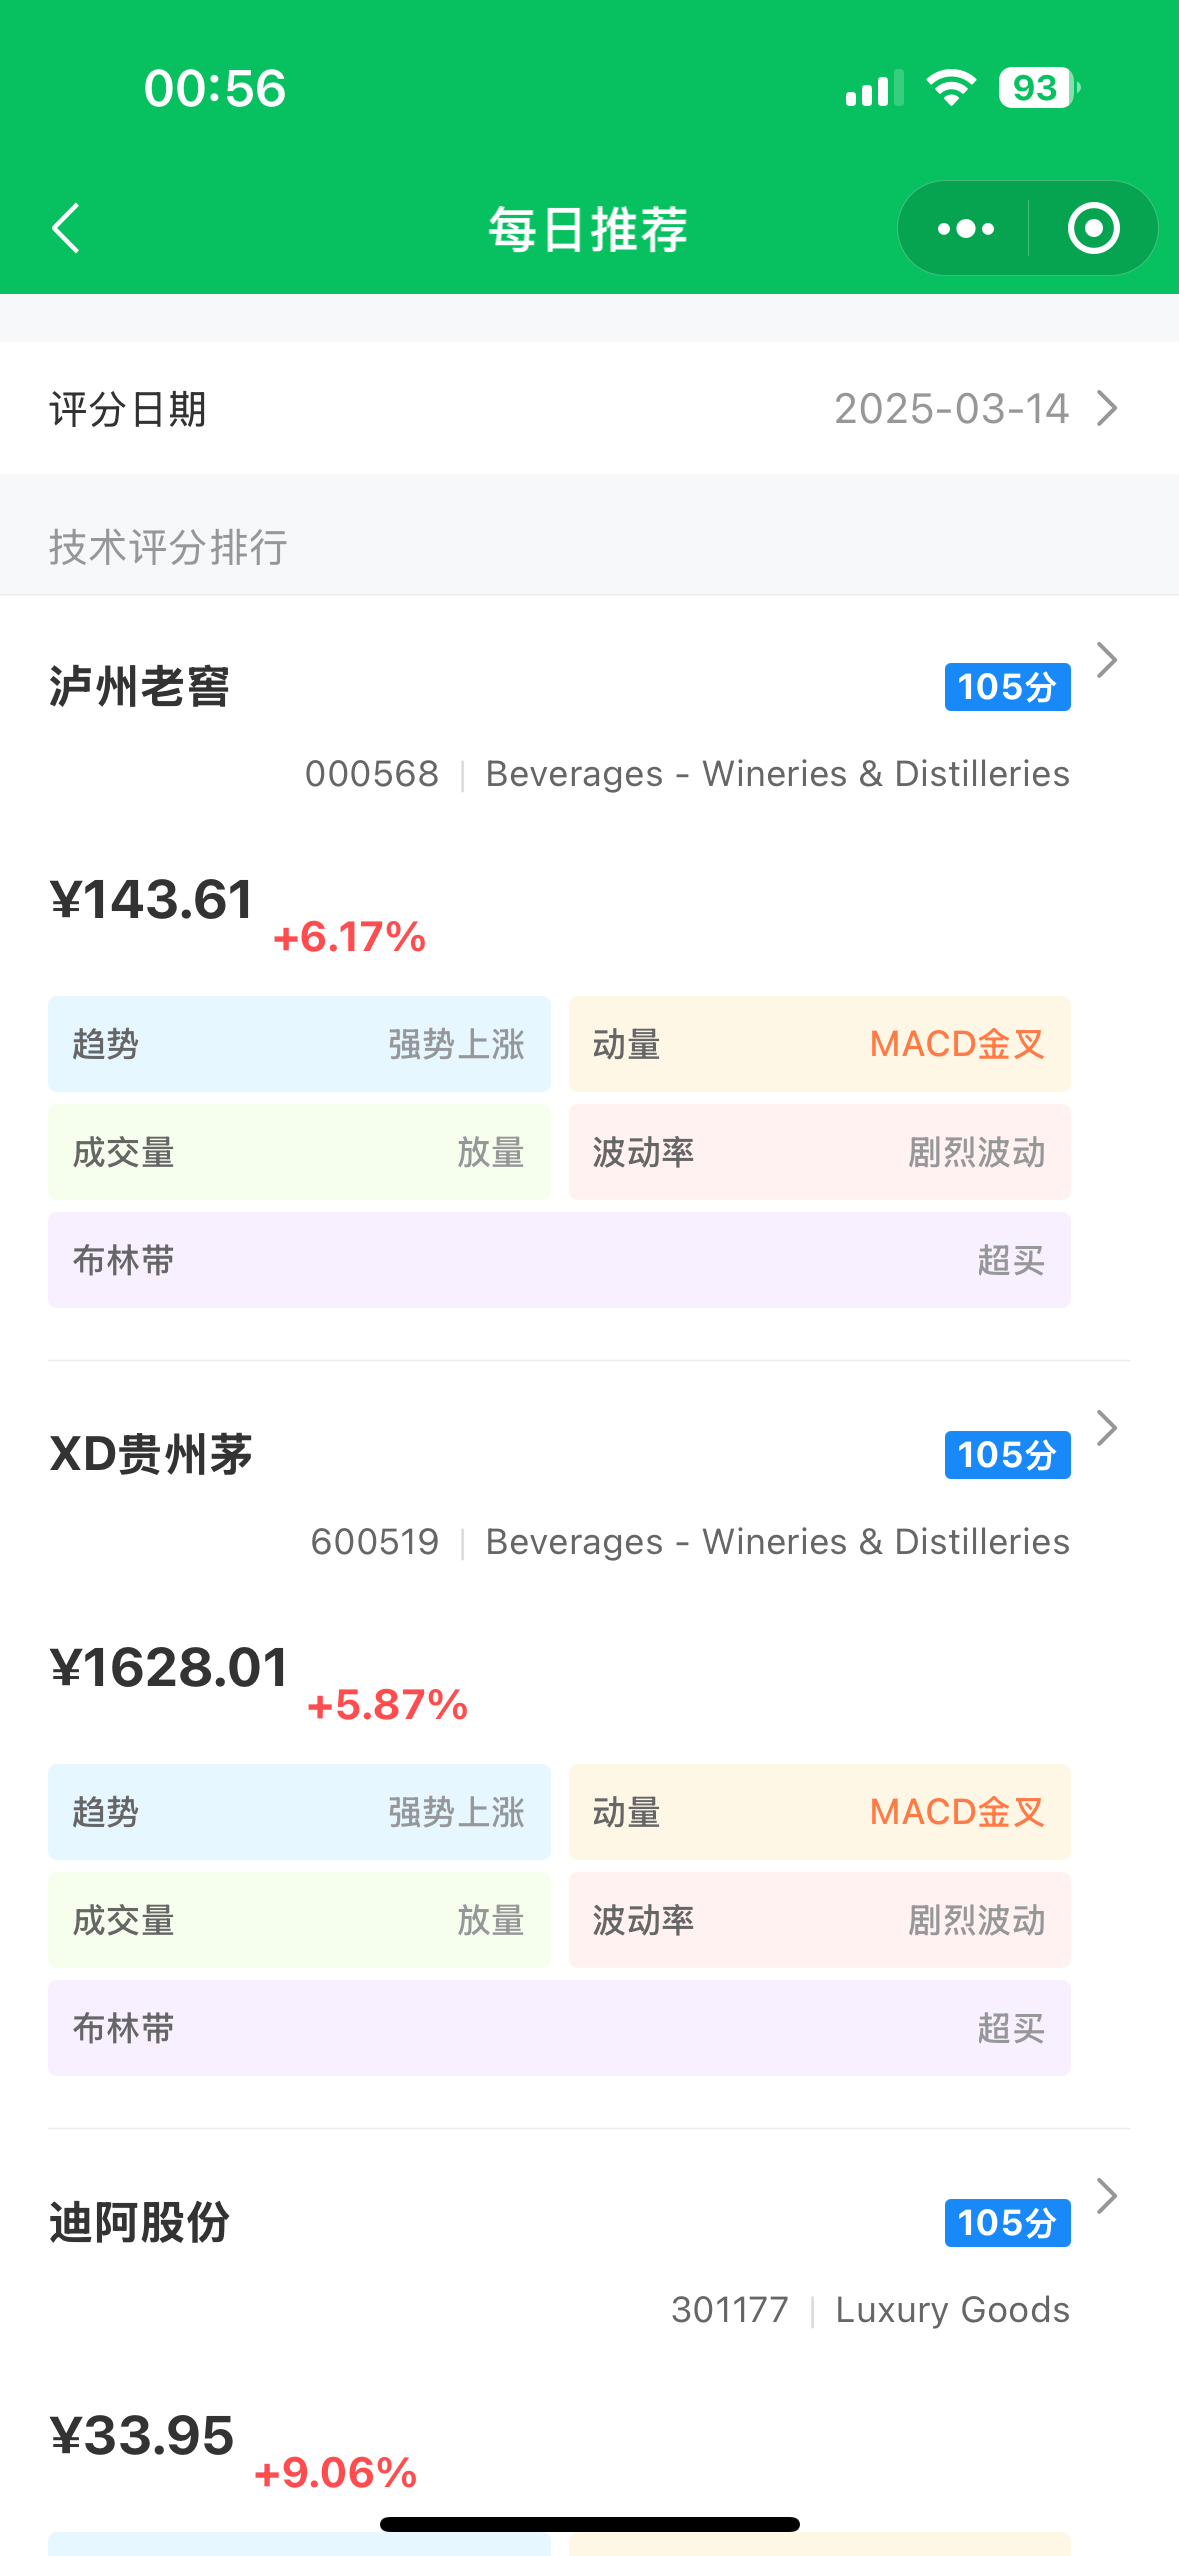 00:56
93
每日推荐
评分日期 2025-03-14
技术评分排行
泸州老窖 105分
000568 | Beverages - Wineries & Distilleries
¥143.61 +6.17%
趋势 强势上涨 动量 MACD金叉
成交量 放量 波动率 剧烈波动
布林带 超买
XD贵州茅 105分
600519 | Beverages - Wineries & Distilleries
¥1628.01 +5.87%
趋势 强势上涨 动量 MACD金叉
成交量 放量 波动率 剧烈波动
布林带 超买
迪阿股份 105分
301177 | Luxury Goods
¥33.95 +9.06%